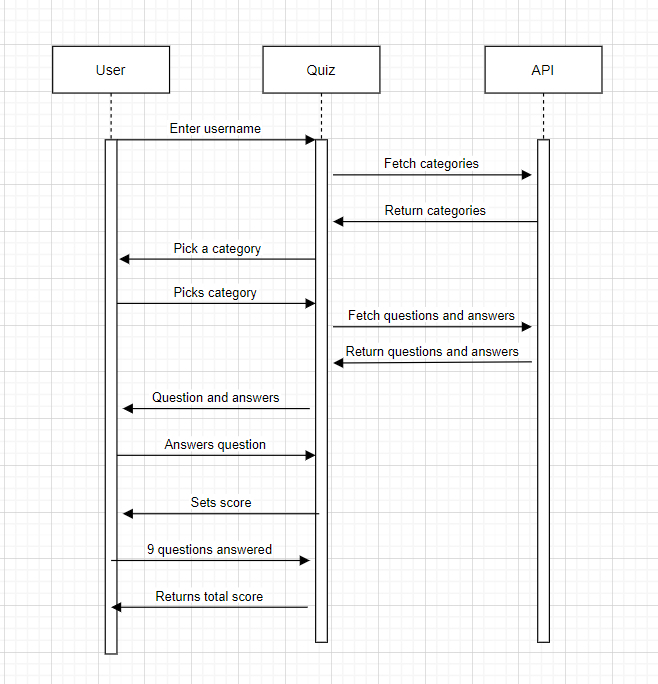 User
Quiz
API
Enter username
Fetch categories
Return categories
Pick a category
Picks category
Fetch questions and answers
Return questions and answers
Question and answers
Answers question
Sets score
9 questions answered
Returns total score